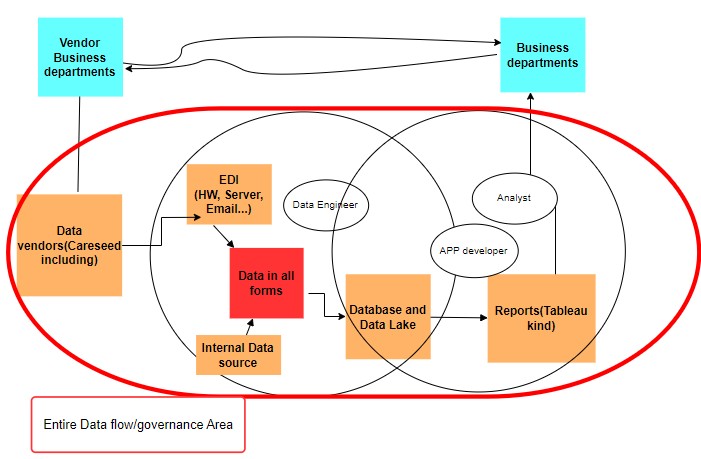 Vendor
Business
departments
Business
departments
EDI
(HW, Server,
Email...)
Data Engineer
Analyst
Data
vendors(Careseed
including)
APP developer
Data in all
forms
Database and
Data Lake
Reports(Tableau
kind)
Internal Data
source
Entire Data flow/governance Area